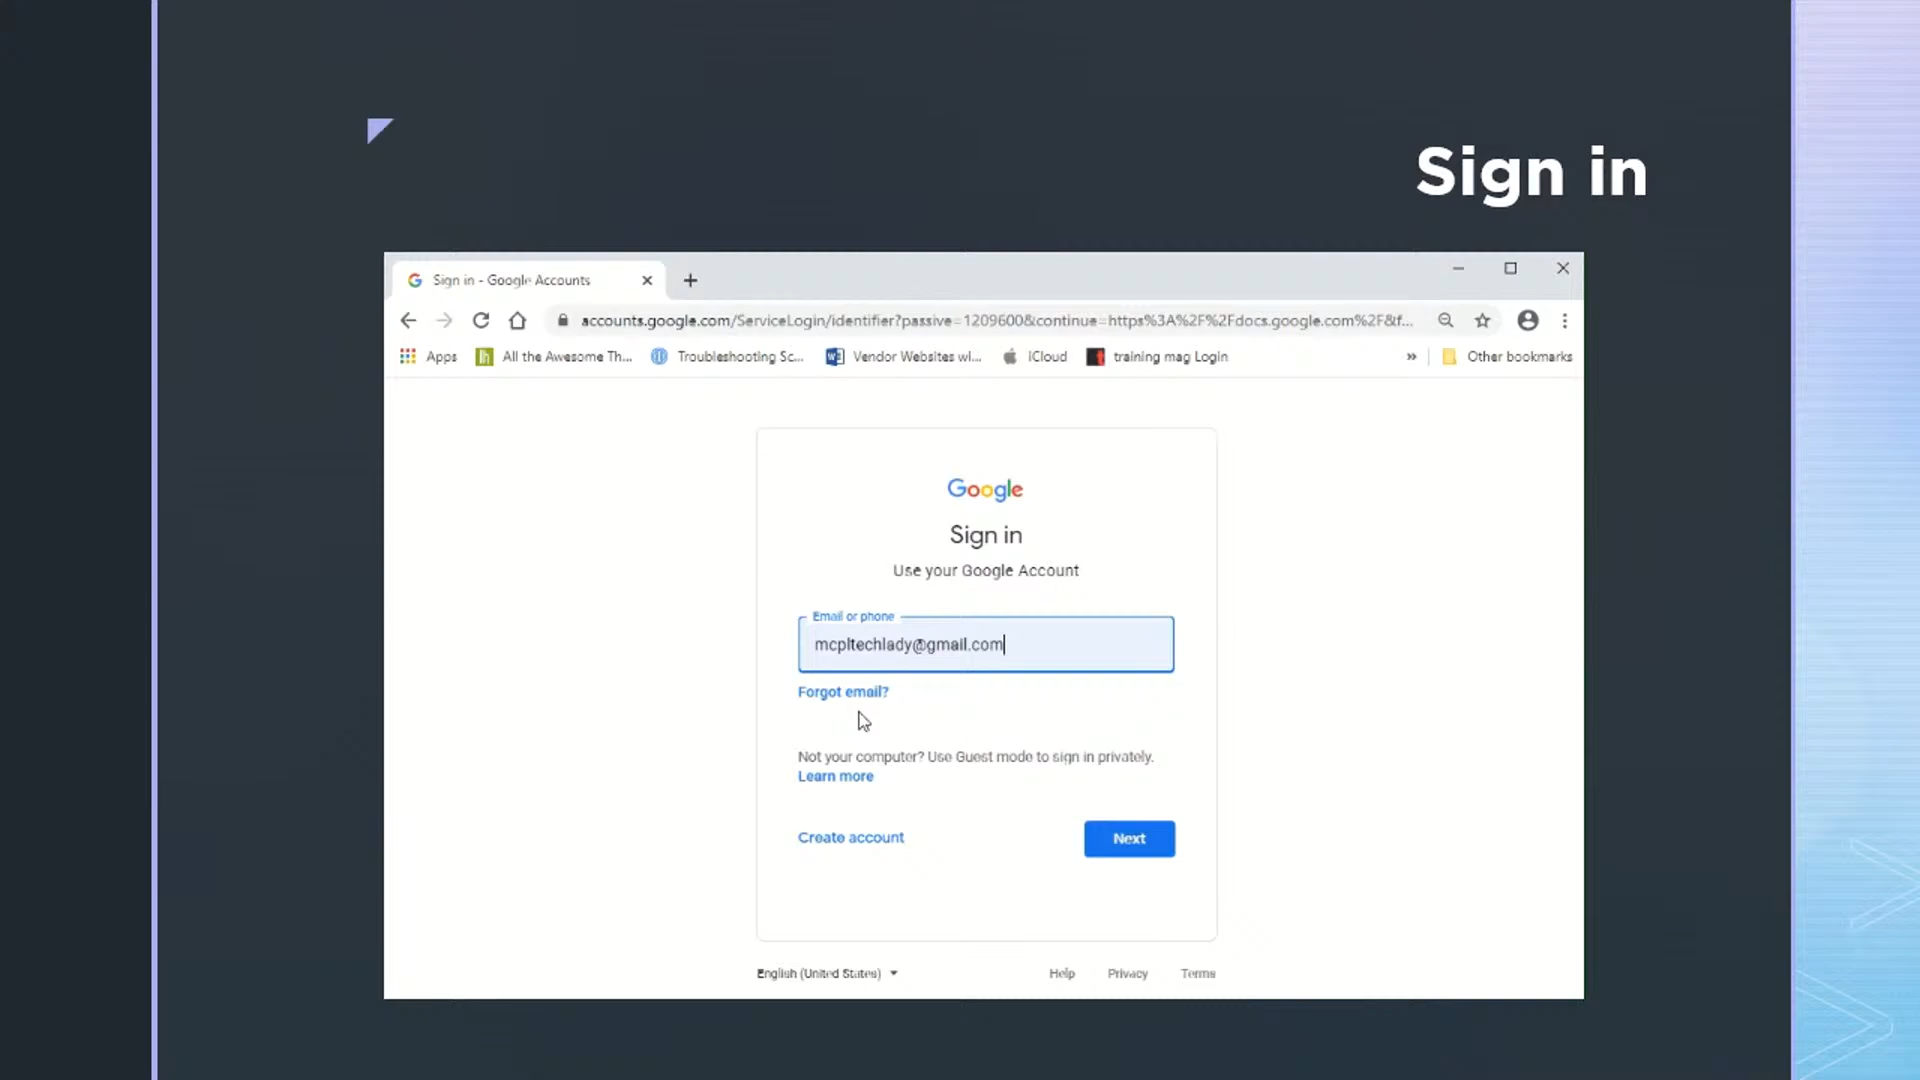 Sign in
Sign in - Google Accounts
accounts.google.com/ServiceLogin/identifier?passive=1209600&continue=https%3A%2F%2Fdocs.google.com%2F&f...
Apps All the Awesome Th... Troubleshooting Sc... Vendor Websites wi... iCloud training mag Login » Other bookmarks
Google
Sign in
Use your Google Account
Email or phone
mcpltechlady@gmail.com
Forgot email?
Not your computer? Use Guest mode to sign in privately.
Learn more
Create account Next
English (United States) Help Privacy Terms